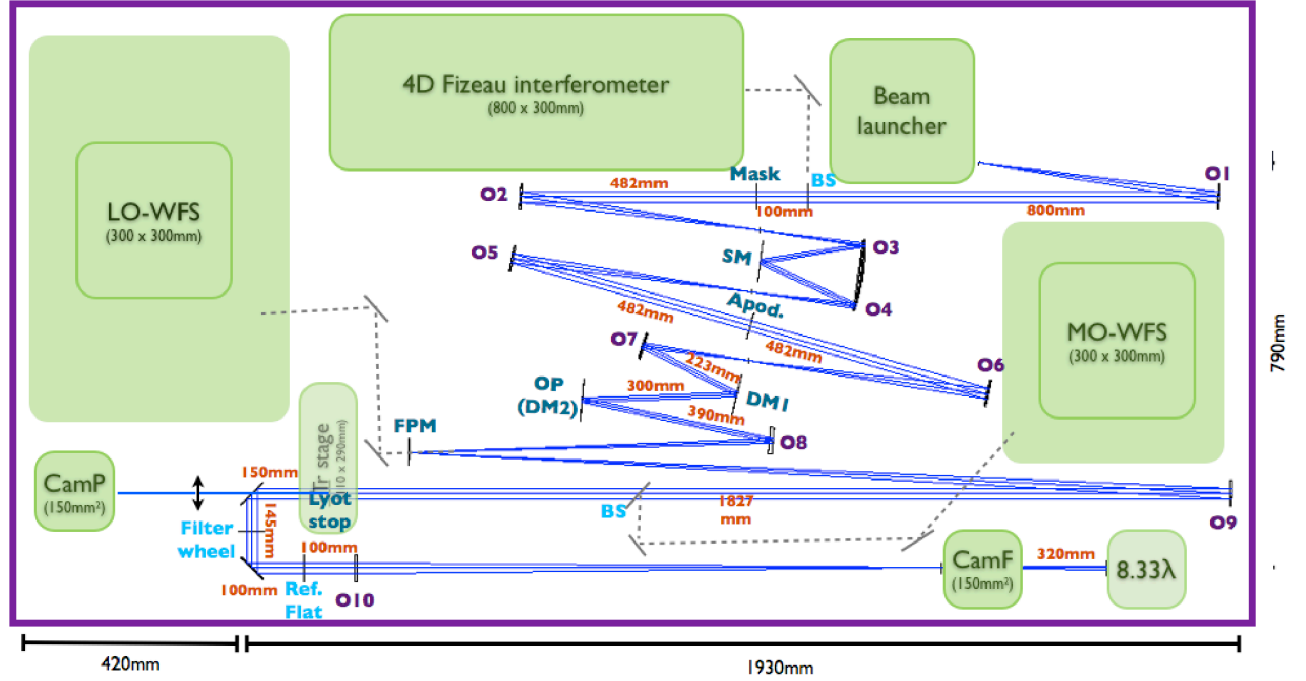 4D Fizeau interferometer
(800 x 300mm)
Beam
launcher
LO-WFS
(300 x 300mm)
O2
482mm
Mask
BS
O1
100mm
800mm
O5
SM
O3
Apod.
O4
482mm
482mm
MO-WFS
(300 x 300mm)
790mm
O7
223mm
O6
OP
(DM2)
300mm
DM1
390mm
FPM
O8
Tr stage
10 x 290mm)
CamP
(150mm²)
150mm
Lyot
stop
BS
1827
mm
O9
Filter
wheel
145mm
100mm
CamF
(150mm²)
320mm
8.33λ
100mm
Ref.
Flat
O10
420mm
1930mm